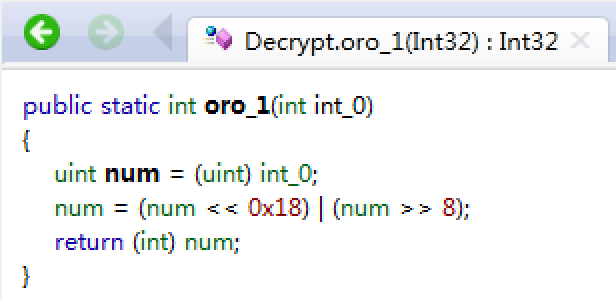 Decrypt.oro_1(Int32) : Int32
public static int oro_1(int int_0)
{
uint num = (uint) int_0;
num = (num << 0x18) | (num >> 8);
return (int) num;
}